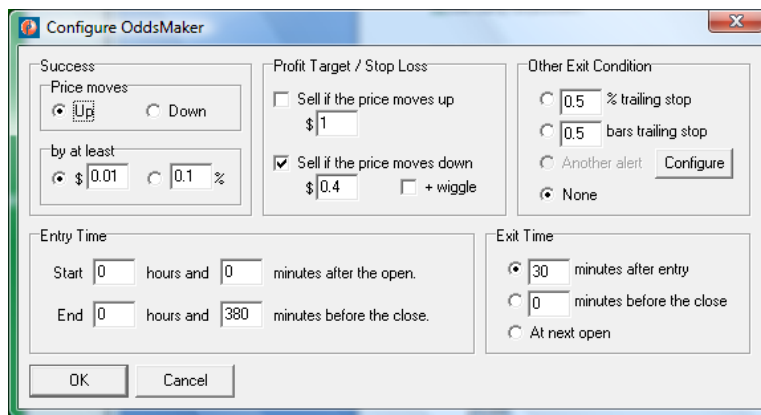 Configure OddsMaker
X
Success
Price moves
Up
Down
by at least
$ 0.01
0.1 %
Profit Target / Stop Loss
Sell if the price moves up
$ 1
Sell if the price moves down
$ 0.4
+ wiggle
Other Exit Condition
0.5 % trailing stop
0.5 bars trailing stop
Another alert
Configure
None
Entry Time
Start 0 hours and 0 minutes after the open.
End 0 hours and 380 minutes before the close.
Exit Time
30 minutes after entry
0 minutes before the close
At next open
OK
Cancel